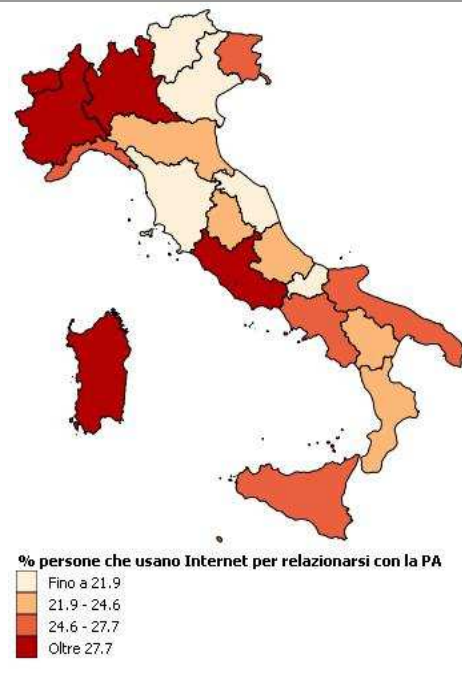 % persone che usano Internet per relazionarsi con la PA
Fino a 21.9
21.9 - 24.6
24.6 - 27.7
Oltre 27.7